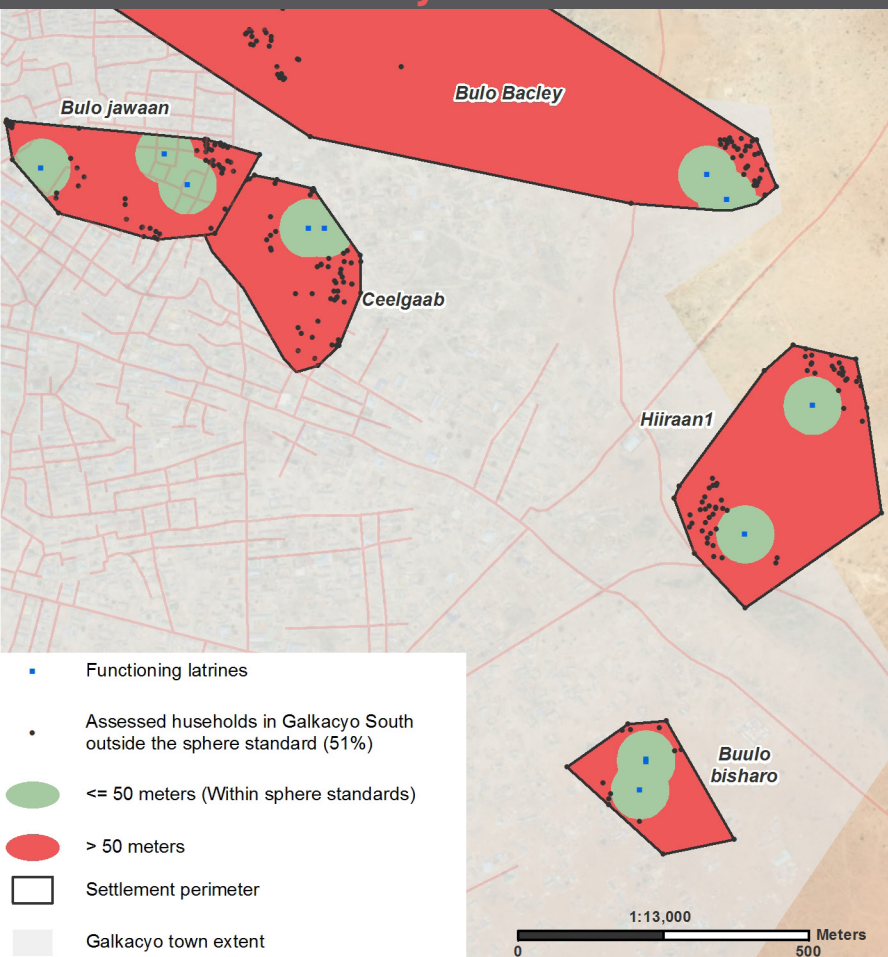 Bulo Bacley
Bulo jawaan
Ceelgaab
Hiiraan1
Buulo
bisharo
Functioning latrines
Assessed huseholds in Galkacyo South
outside the sphere standard (51%)
<= 50 meters (Within sphere standards)
> 50 meters
Settlement perimeter
Galkacyo town extent
1:13,000
Meters
0
500